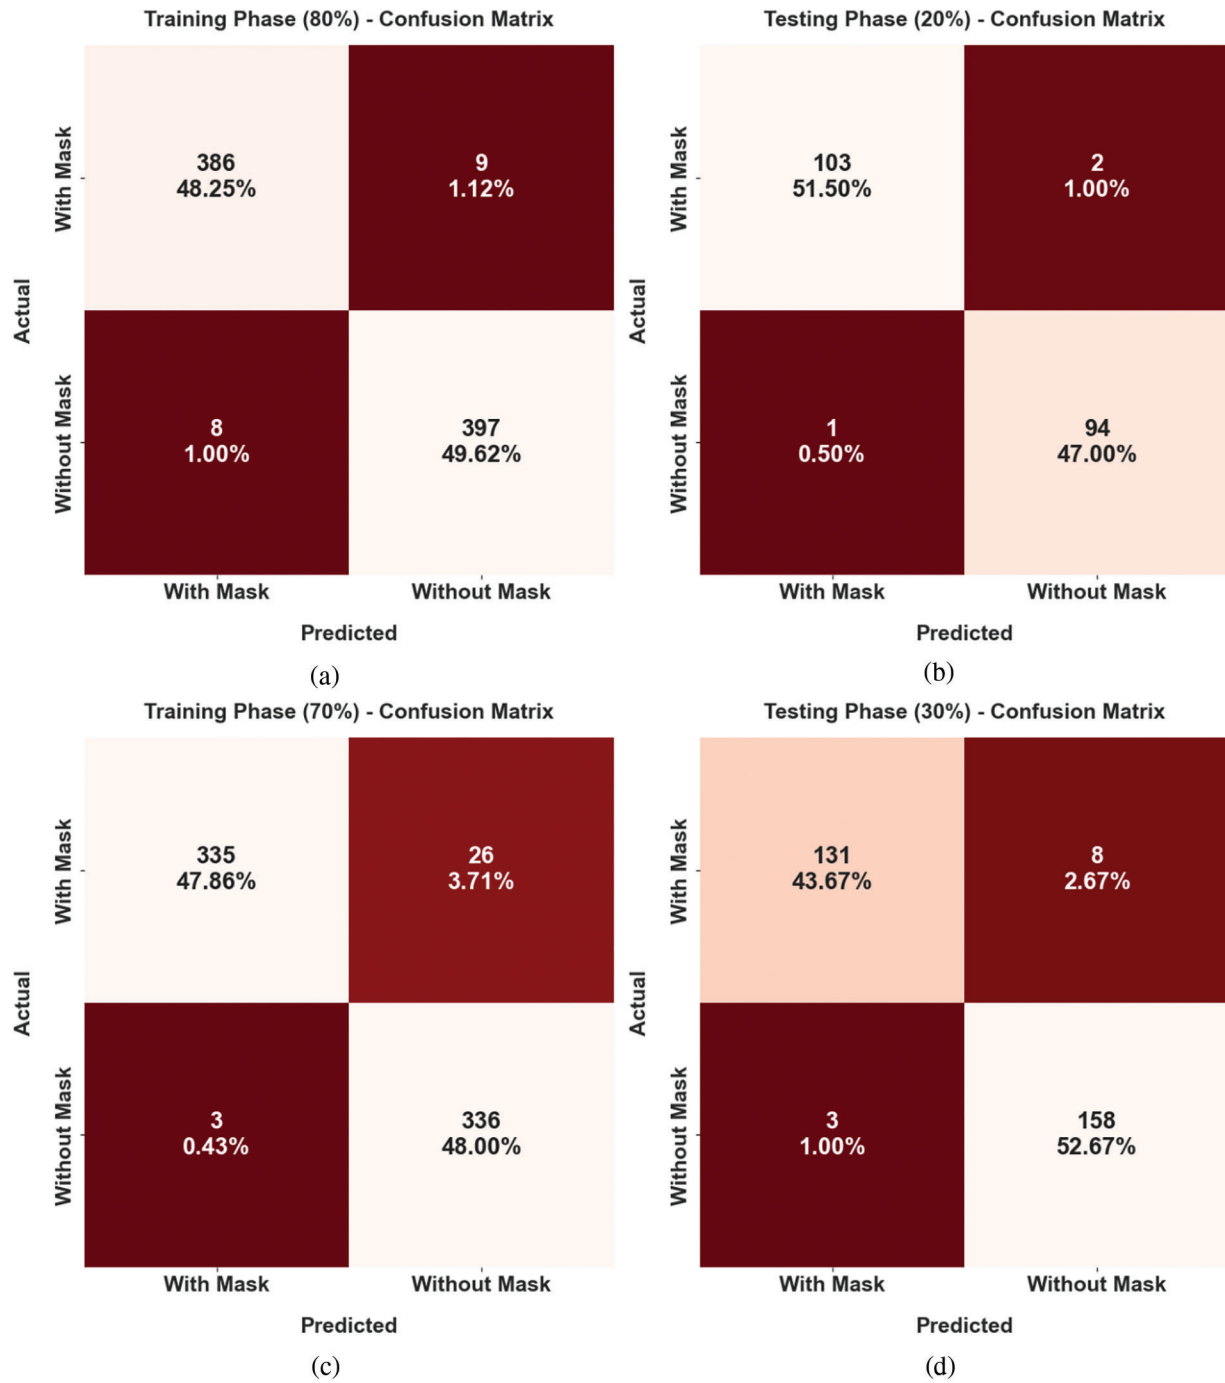 Training Phase (80%) - Confusion Matrix
Actual
With Mask
386
48.25%
9
1.12%
Without Mask
8
1.00%
397
49.62%
With Mask
Without Mask
Predicted
(a)
Testing Phase (20%) - Confusion Matrix
Actual
With Mask
103
51.50%
2
1.00%
Without Mask
1
0.50%
94
47.00%
With Mask
Without Mask
Predicted
(b)
Training Phase (70%) - Confusion Matrix
Actual
With Mask
335
47.86%
26
3.71%
Without Mask
3
0.43%
336
48.00%
With Mask
Without Mask
Predicted
(c)
Testing Phase (30%) - Confusion Matrix
Actual
With Mask
131
43.67%
8
2.67%
Without Mask
3
1.00%
158
52.67%
With Mask
Without Mask
Predicted
(d)